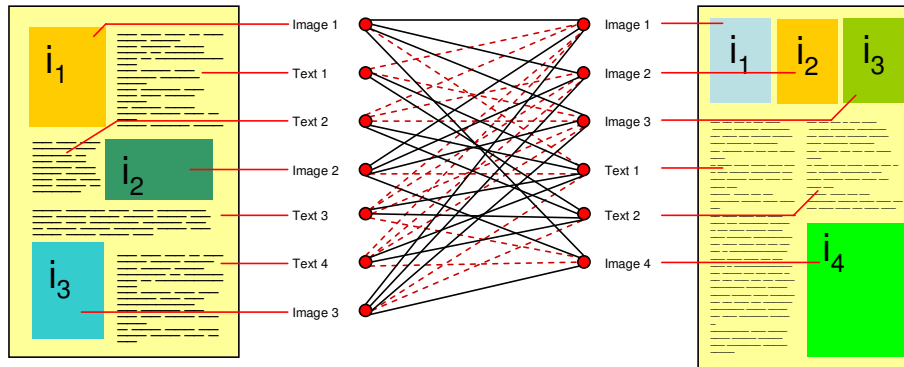 i1
i2
i3
Image 1
Text 1
Text 2
Image 2
Text 3
Text 4
Image 3
Image 1
Image 2
Image 3
Text 1
Text 2
Image 4
i1
i2
i3
i4